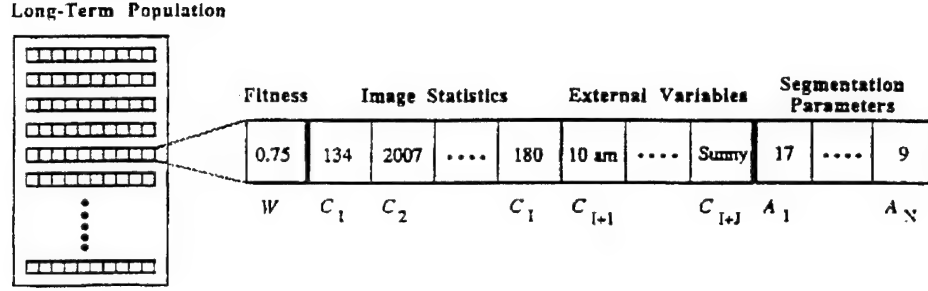 Long-Term Population
Fitness Image Statistics External Variables Segmentation Parameters
0.75 134 2007 .... 180 10 am .... Sunny 17 .... 9
W C1 C2 CI CI+1 CI+J A1 AN